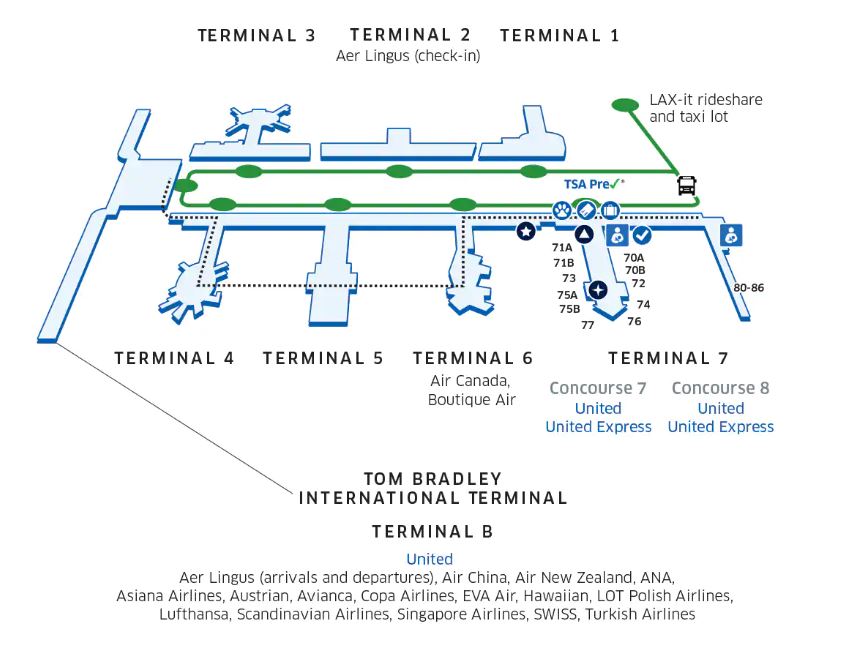 TERMINAL 3
TERMINAL 2
TERMINAL 1
Aer Lingus (check-in)
LAX-it rideshare
and taxi lot
TSA Pre✓®
71A
71B
73
75A
75B
77
70A
70B
72
74
76
80-86
TERMINAL 4
TERMINAL 5
TERMINAL 6
Air Canada,
Boutique Air
TERMINAL 7
Concourse 7
United
United Express
Concourse 8
United
United Express
TOM BRADLEY
INTERNATIONAL TERMINAL
TERMINAL B
United
Aer Lingus (arrivals and departures), Air China, Air New Zealand, ANA,
Asiana Airlines, Austrian, Avianca, Copa Airlines, EVA Air, Hawaiian, LOT Polish Airlines,
Lufthansa, Scandinavian Airlines, Singapore Airlines, SWISS, Turkish Airlines